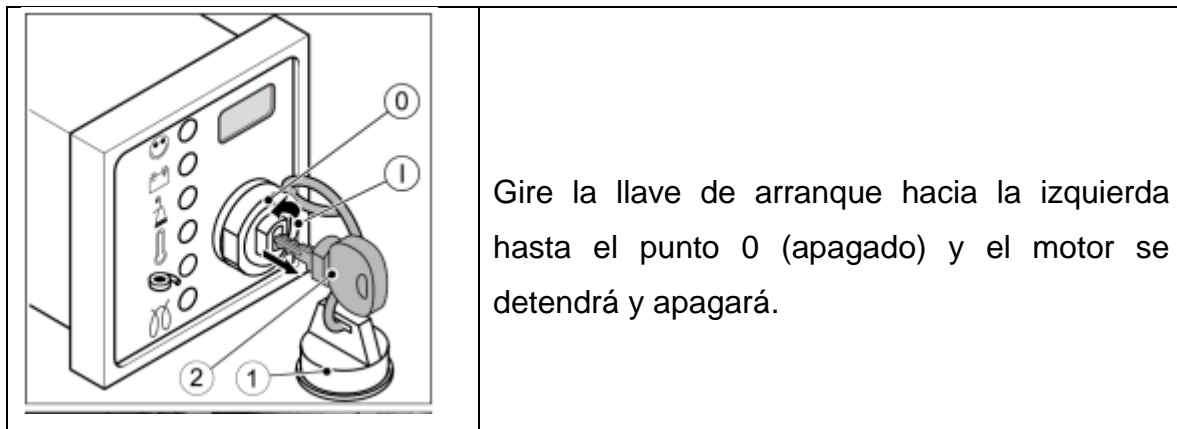 0
I
2 1
Gire la llave de arranque hacia la izquierda
hasta el punto 0 (apagado) y el motor se
detendrá y apagará.